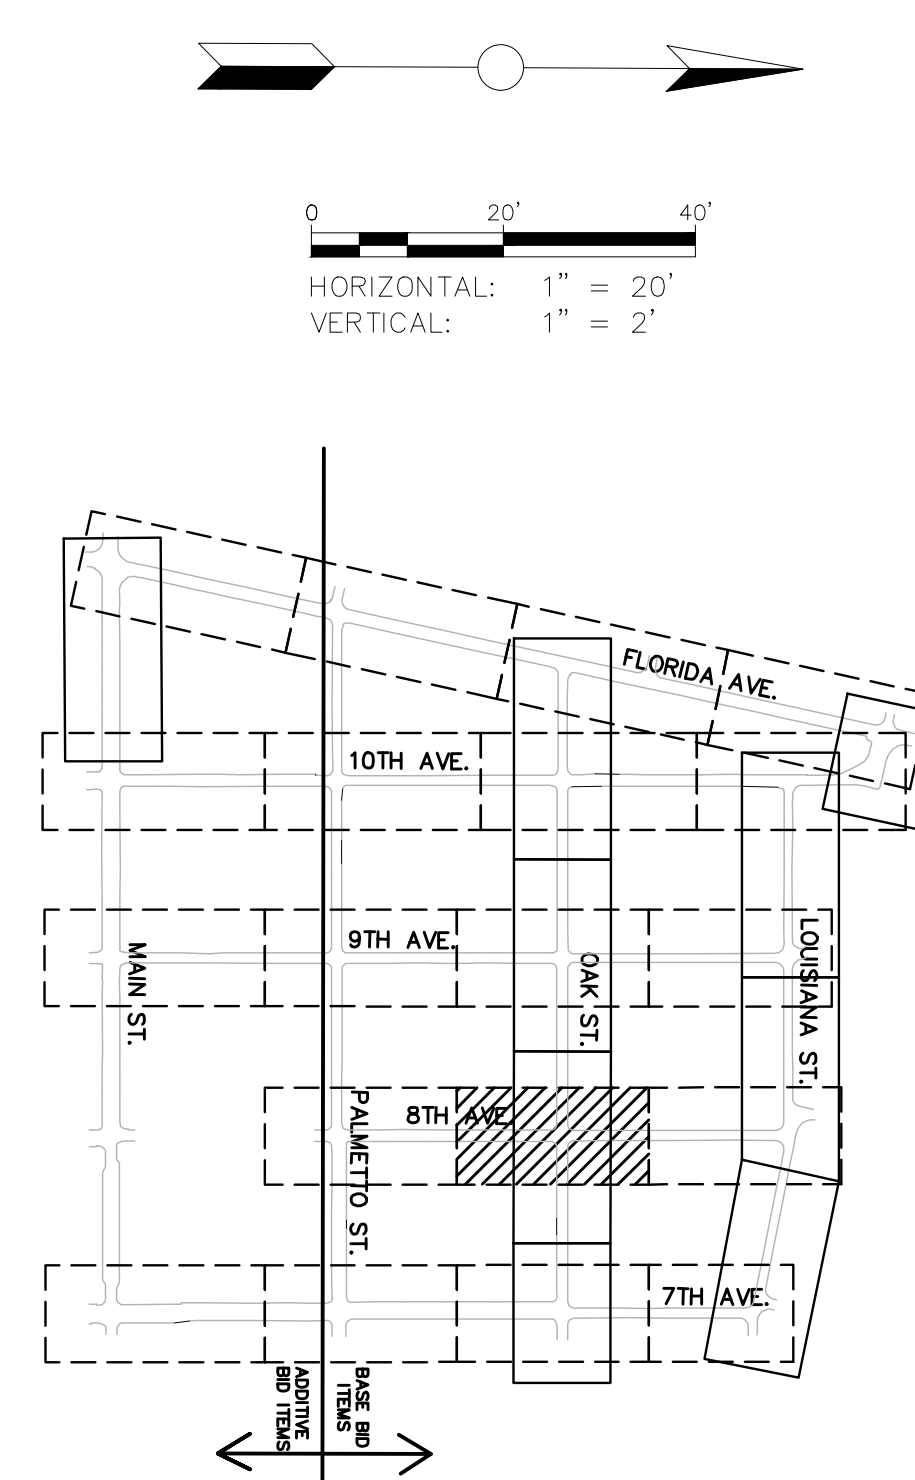 0 20' 40'
HORIZONTAL: 1" = 20'
VERTICAL: 1" = 2'
FLORIDA AVE.
10TH AVE.
9TH AVE.
MAIN ST.
OAK ST.
LOUISIANA ST.
8TH AVE
PALMETTO ST.
7TH AVE.
ADDITIVE
BID ITEMS
BASE BID
ITEMS